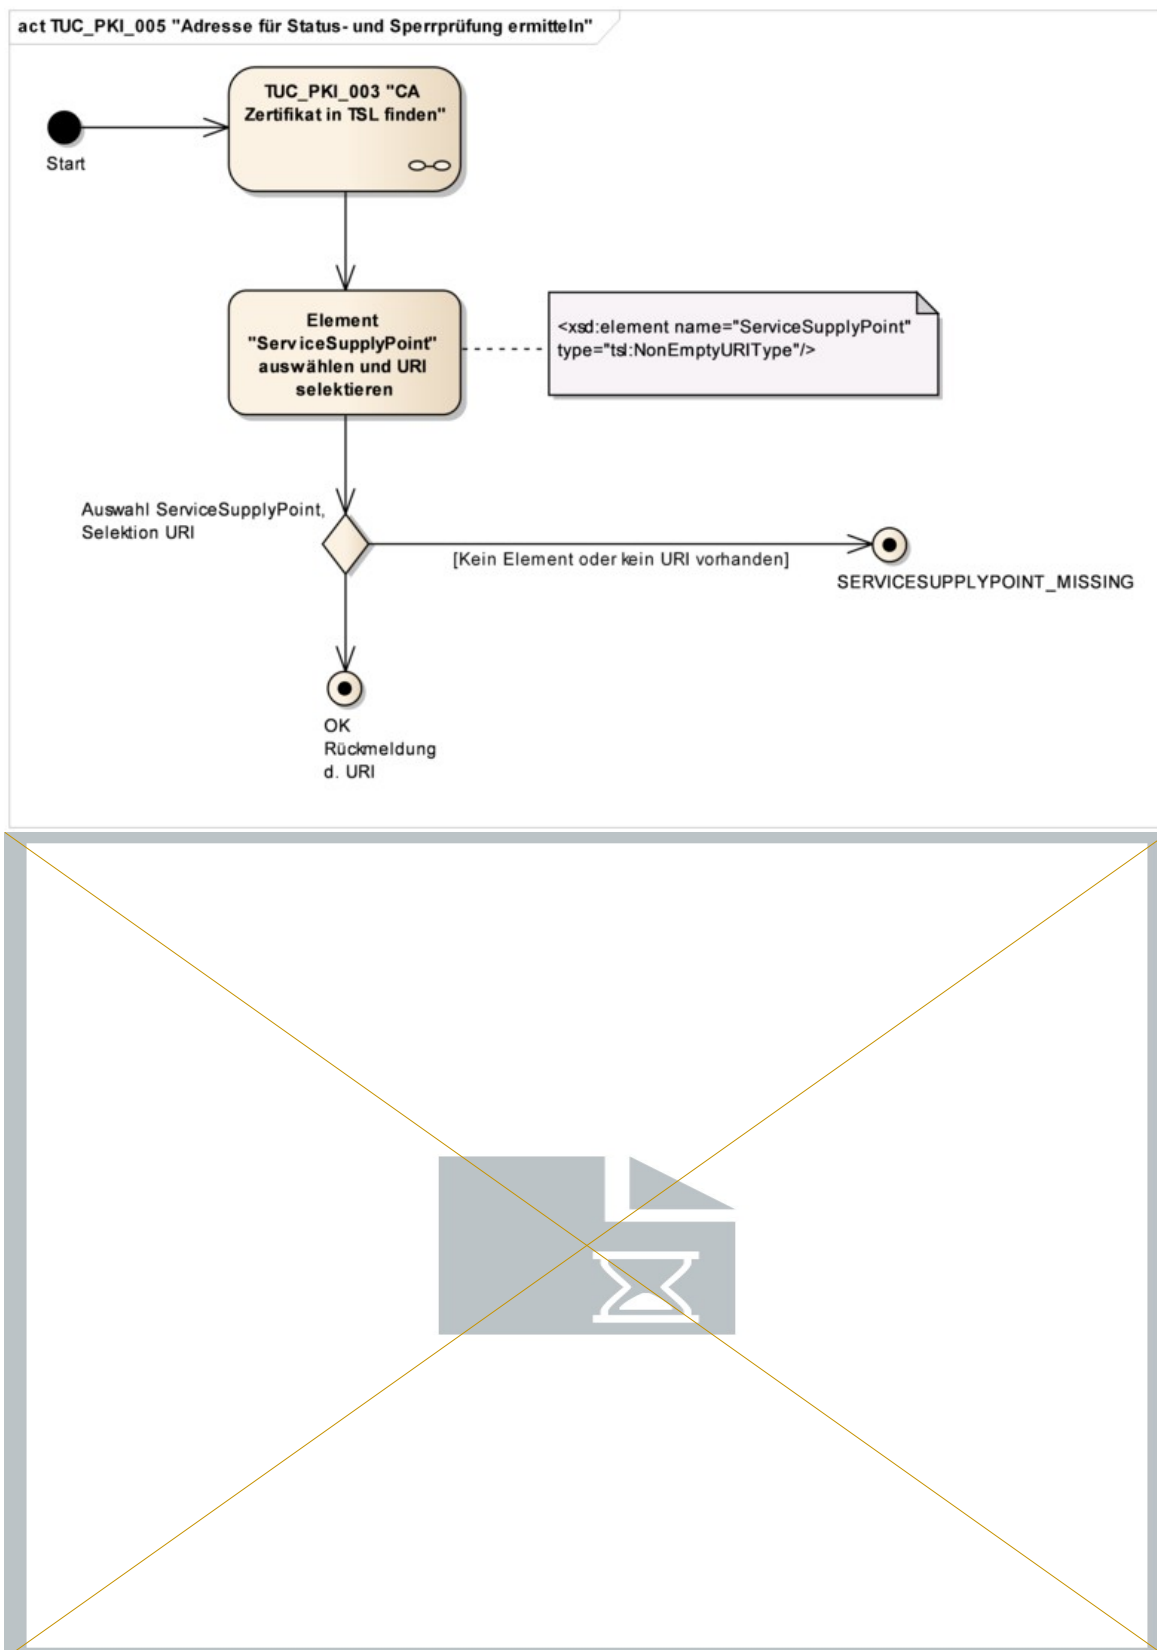 act TUC_PKI_005 "Adresse für Status- und Sperrprüfung ermitteln"
TUC_PKI_003 "CA
Zertifikat in TSL finden"
Start
Element
"ServiceSupplyPoint"
auswählen und URI
selektieren
<xsd:element name="ServiceSupplyPoint"
type="tsl:NonEmptyURIType"/>
Auswahl ServiceSupplyPoint,
Selektion URI
[Kein Element oder kein URI vorhanden]
SERVICESUPPLYPOINT_MISSING
OK
Rückmeldung
d. URI